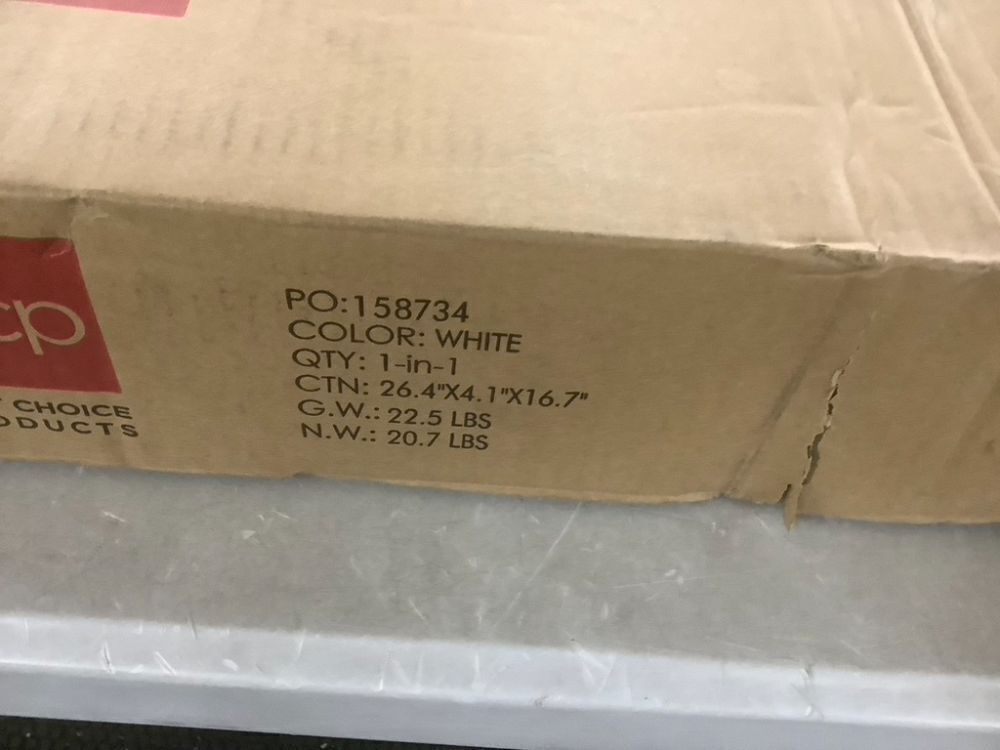 cp
CHOICE
PRODUCTS
PO:158734
COLOR: WHITE
QTY: 1-in-1
CTN: 26.4"X4.1"X16.7"
G.W.: 22.5 LBS
N.W.: 20.7 LBS